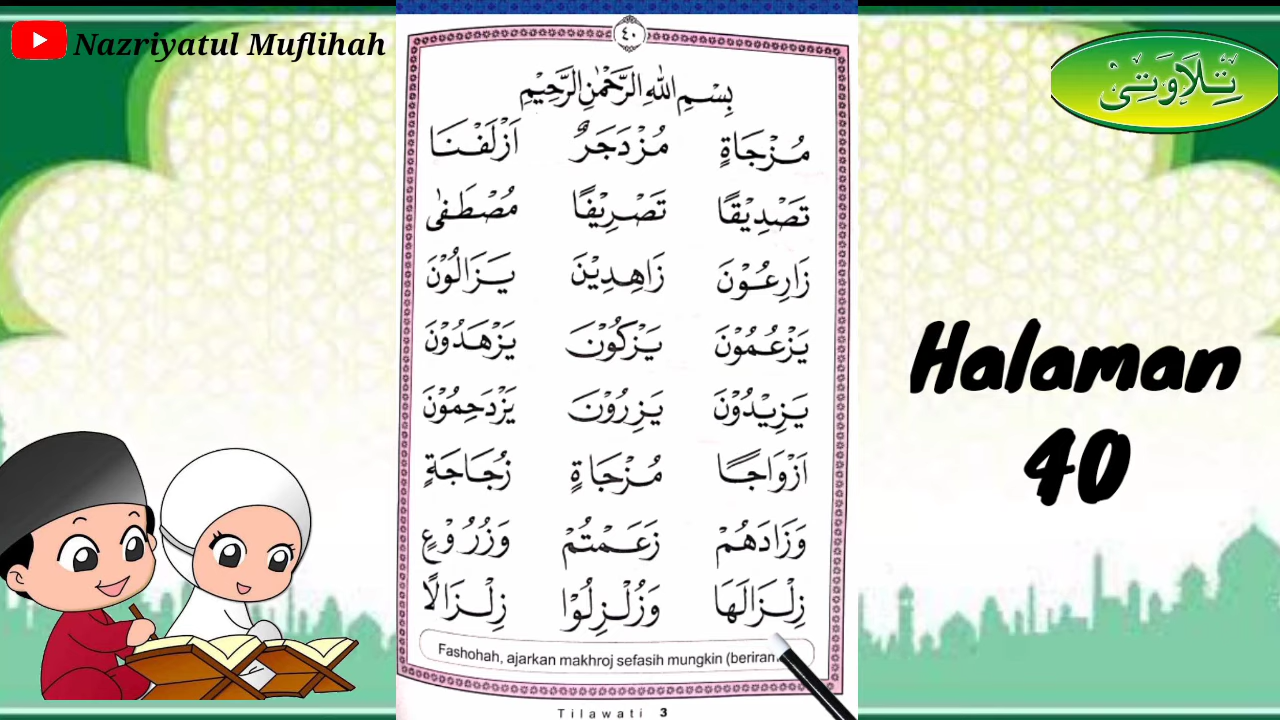 Nazriyatul Muflihah
تِلَاوَتِىْ
٤٠
بِسْمِ اللّٰهِ الرَّحْمٰنِ الرَّحِيْمِ
مُزْجَاةٍ مُزْدَجَرٌ اَزْلَفْنَا
تَصْدِيْقًا تَصْرِيْفًا مُصْطَفٰى
زَارِعُوْنَ زَاهِدِيْنَ يَزَالُوْنَ
يَزْعُمُوْنَ يَزْكُوْنَ يَزْهَدُوْنَ
يَزِيْدُوْنَ يَزِرُوْنَ يَزْدَحِمُوْنَ
اَزْوَاجًا مُزْجَاةٍ زُجَاجَةٍ
وَزَادَهُمْ زَعَمْتُمْ وَزُرُوْعٍ
زِلْزَالَهَا وَزُلْزِلُوْا زِلْزَالًا
Fashohah, ajarkan makhroj sefasih mungkin
Tilawati 3
Halaman
40